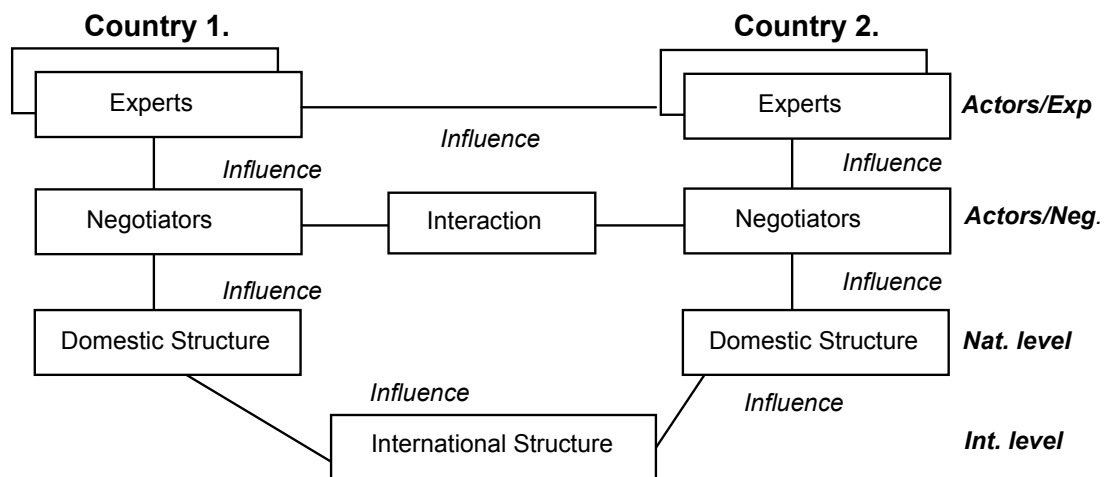 Country 1.
Country 2.
Experts
Experts
Actors/Exp
Influence
Influence
Influence
Negotiators
Interaction
Negotiators
Actors/Neg.
Influence
Influence
Domestic Structure
Domestic Structure
Nat. level
Influence
Influence
International Structure
Int. level